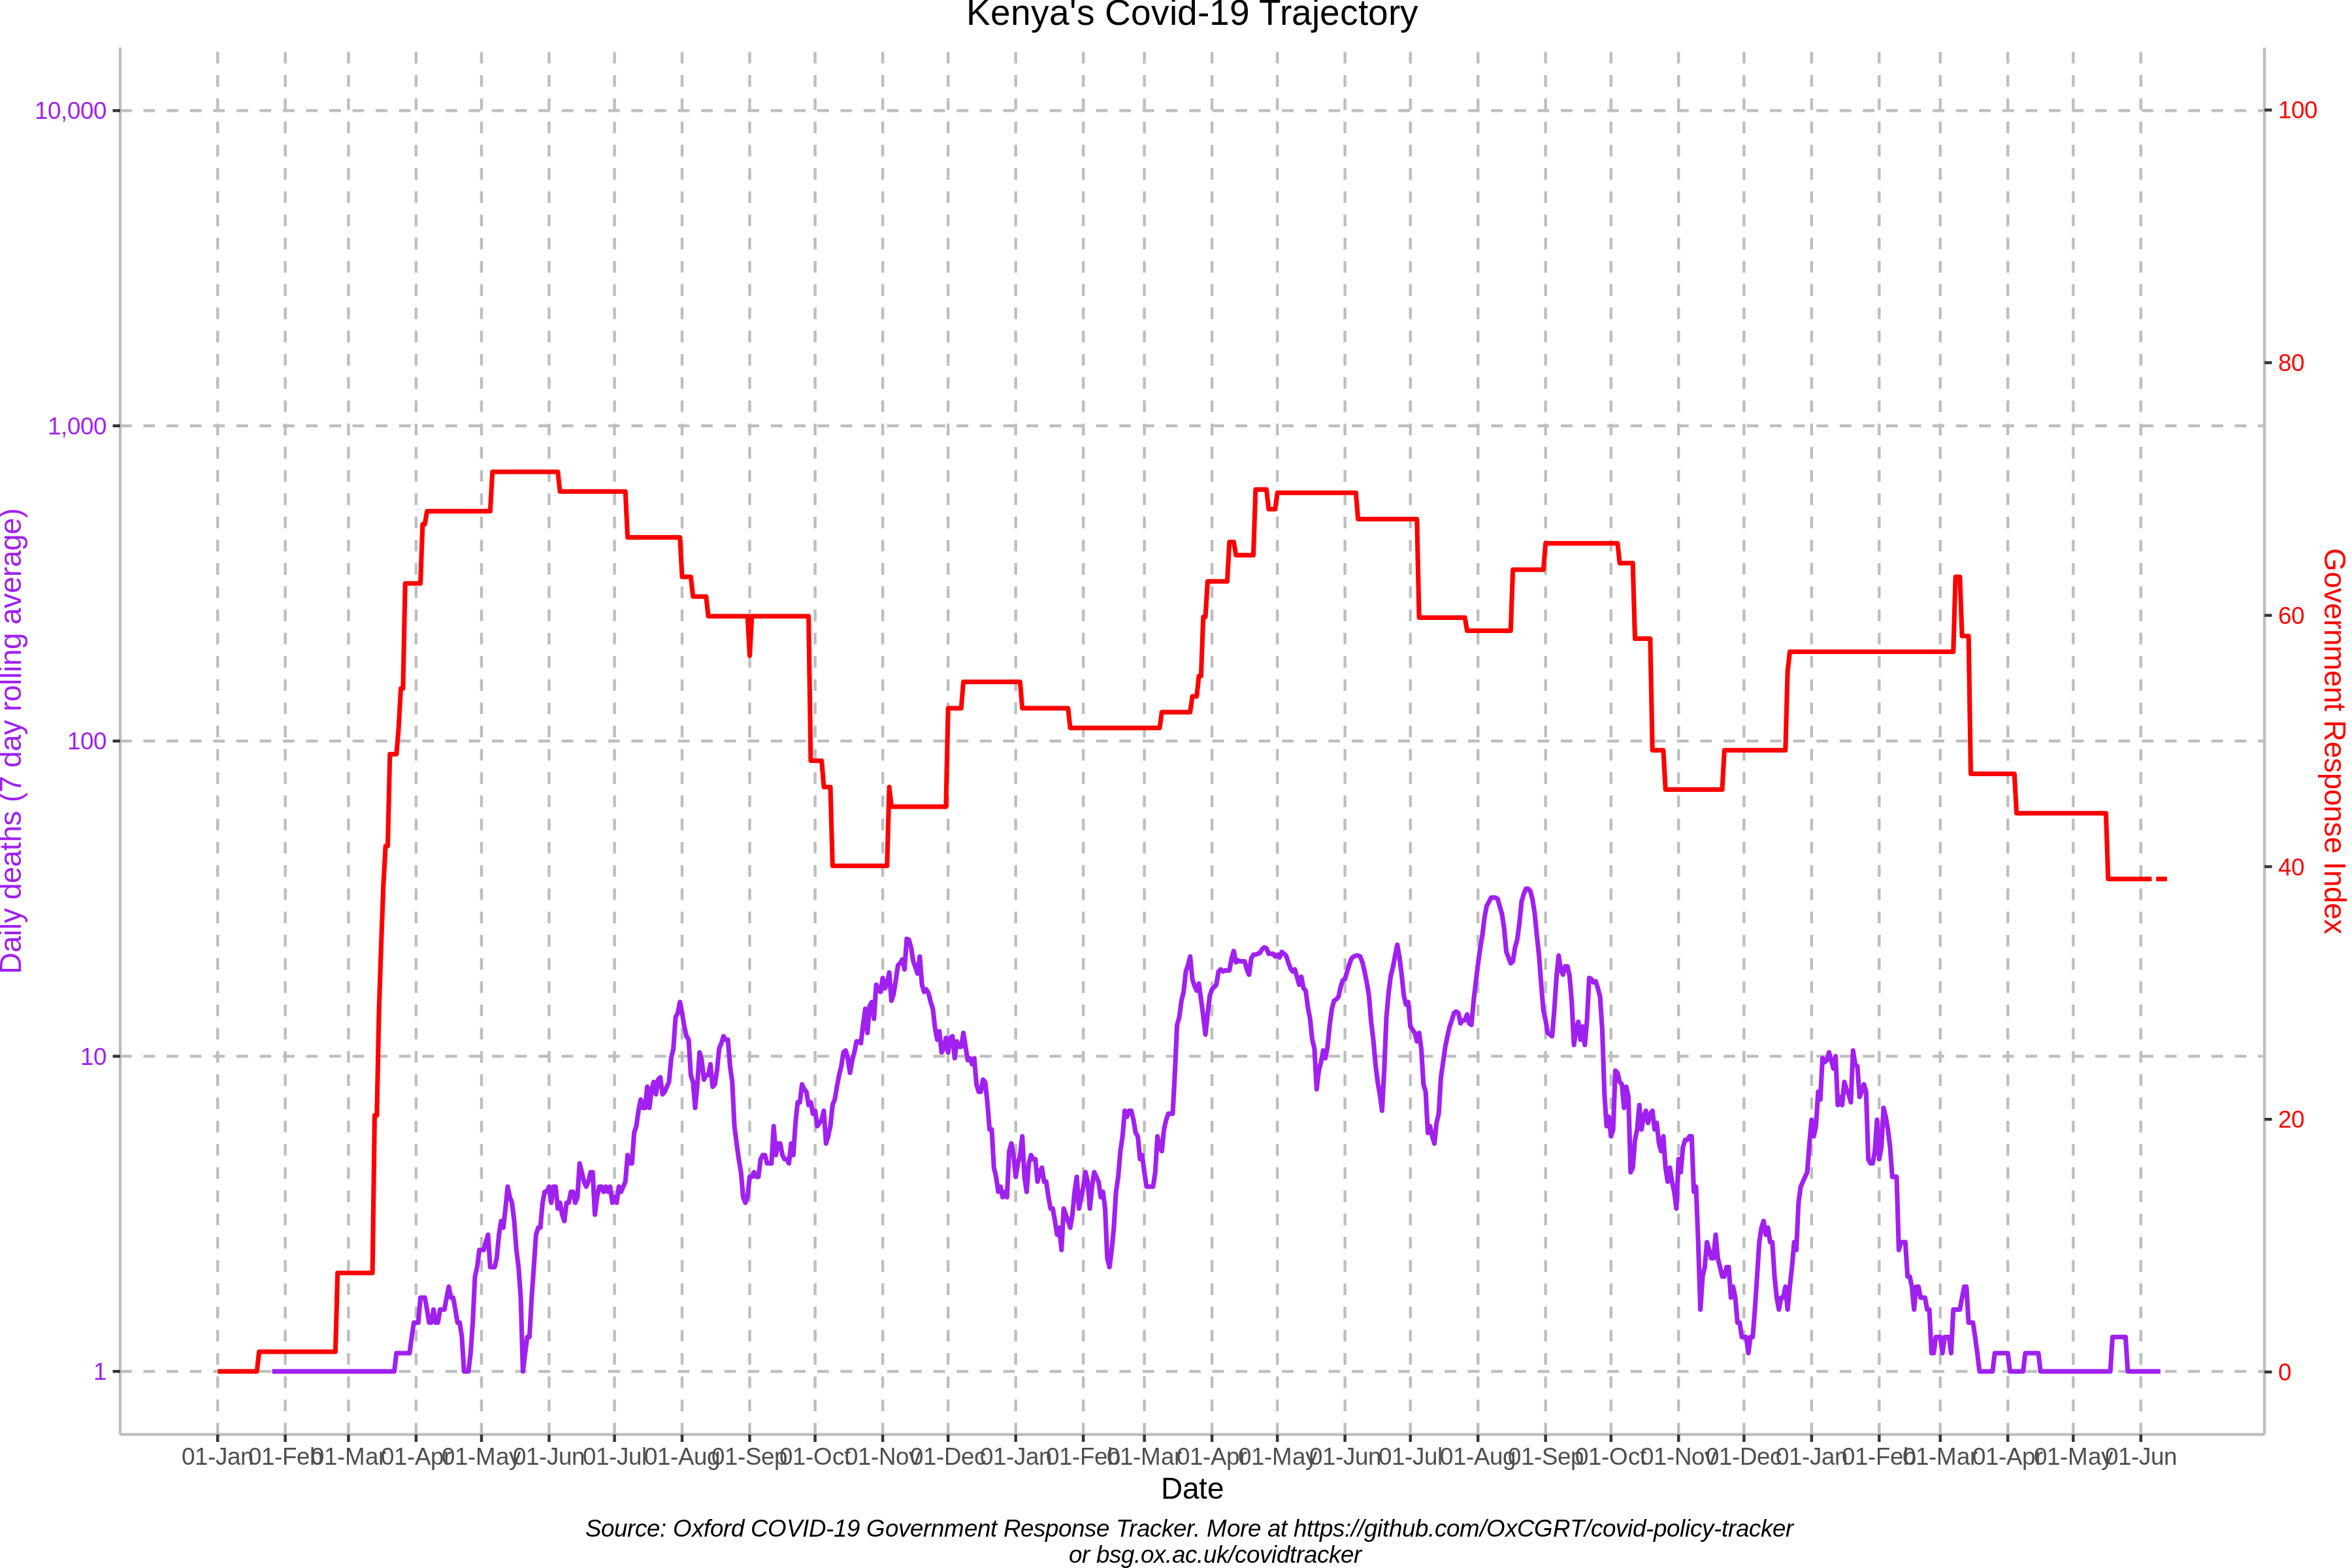 Kenya's Covid-19 Trajectory
10,000
1,000
100
10
1
Daily deaths (7 day rolling average)
100
80
60
40
20
0
Government Response Index
01-Jan 01-Feb 01-Mar 01-Apr 01-May 01-Jun 01-Jul 01-Aug 01-Sep 01-Oct 01-Nov 01-Dec 01-Jan 01-Feb 01-Mar 01-Apr 01-May 01-Jun 01-Jul 01-Aug 01-Sep 01-Oct 01-Nov 01-Dec 01-Jan 01-Feb 01-Mar 01-Apr 01-May 01-Jun
Date
Source: Oxford COVID-19 Government Response Tracker. More at https://github.com/OxCGRT/covid-policy-tracker
or bsg.ox.ac.uk/covidtracker